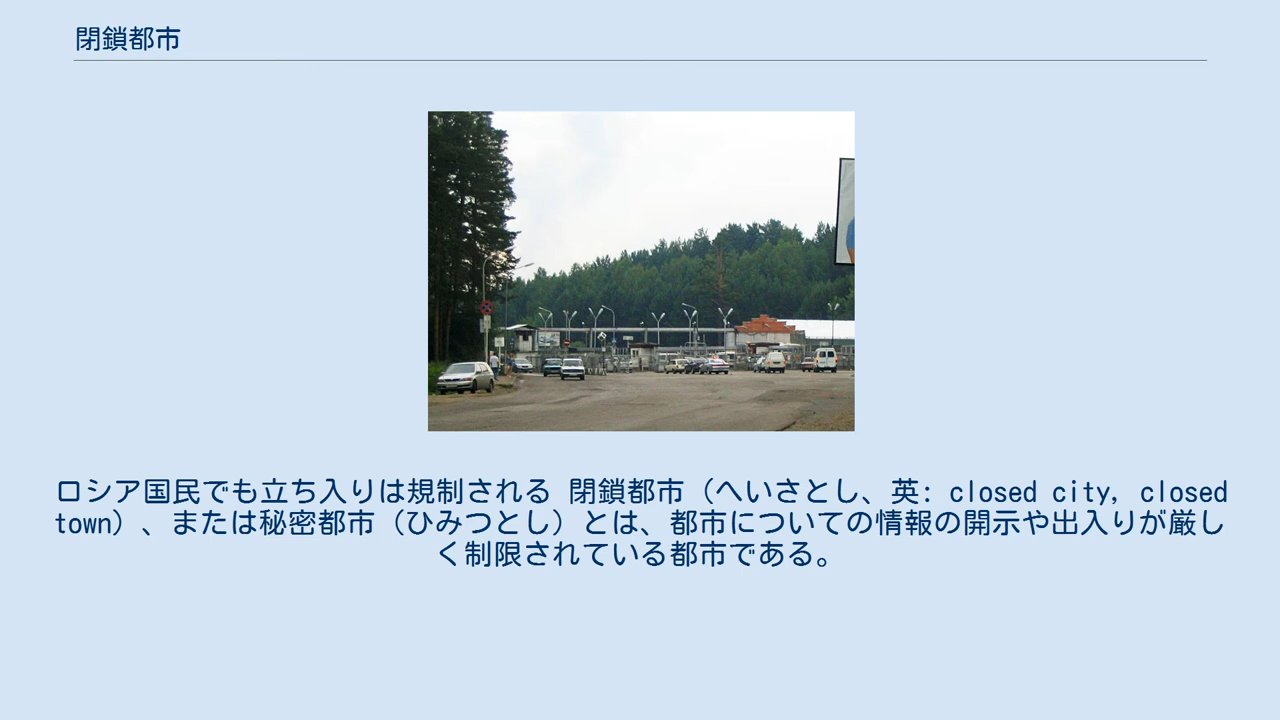 閉鎖都市
ロシア国民でも立ち入りは規制される 閉鎖都市（へいさとし、英: closed city, closed
town）、または秘密都市（ひみつとし）とは、都市についての情報の開示や出入りが厳し
く制限されている都市である。